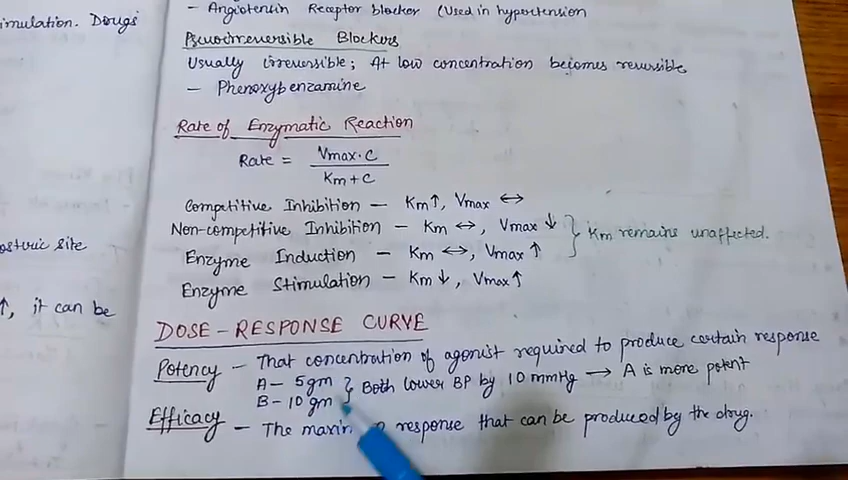 imulation. Drugs
osteric site
↑, it can be
- Angiotensin Receptor blocker (Used in hypertension
Pseudoirreversible Blockers
Usually irreversible; At low concentration becomes reversible
- Phenoxybenzamine
Rate of Enzymatic Reaction
Rate = Vmax·C
Km+C
Competitive Inhibition – Km↑, Vmax ↔
Non-competitive Inhibition – Km ↔, Vmax ↓ } Km remains unaffected.
Enzyme Induction – Km ↔, Vmax ↑
Enzyme Stimulation – Km↓, Vmax↑
DOSE-RESPONSE CURVE
Potency – That concentration of agonist required to produce certain response
A – 5gm } Both lower BP by 10 mmHg → A is more potent
B – 10 gm
Efficacy – The response that can be produced by the drug.